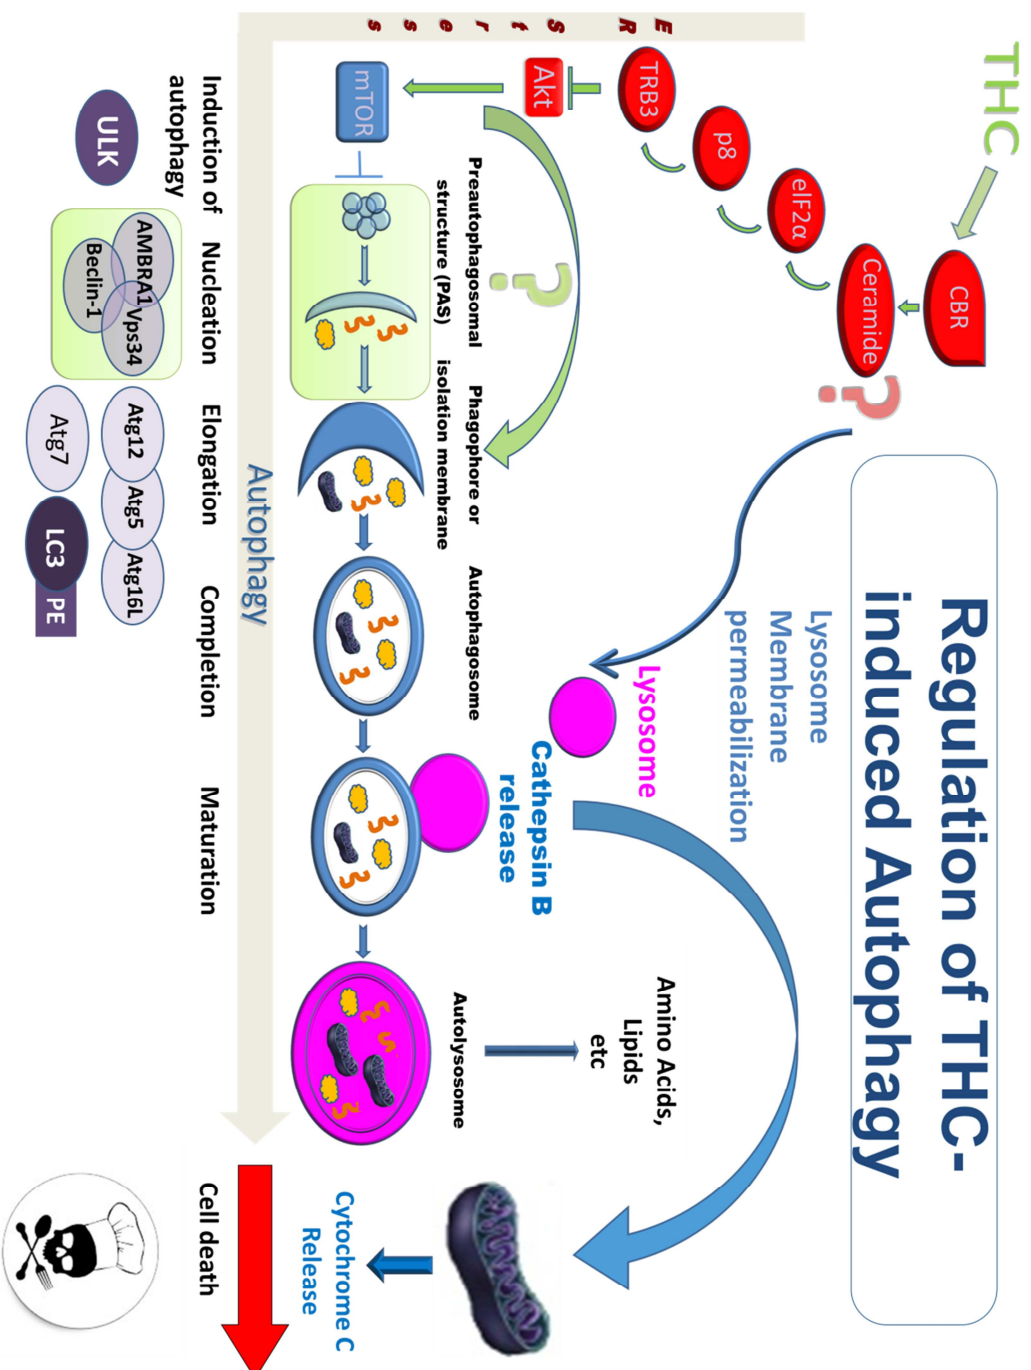 Regulation of THC-
induced Autophagy
THC
CBR
Ceramide
?
eIF2α
p8
TRB3
Akt
mTOR
ER Stress
?
Lysosome
Membrane
permeabilization
Lysosome
Cathepsin B
release
Amino Acids,
Lipids
etc
Preautophagosomal
structure (PAS)
Phagophore or
isolation membrane
Autophagosome
Autolysosome
Cytochrome C
Release
Autophagy
Induction of
autophagy
Nucleation
Elongation
Completion
Maturation
Cell death
ULK
AMBRA1
Vps34
Beclin-1
Atg12
Atg5
Atg16L
Atg7
LC3
PE